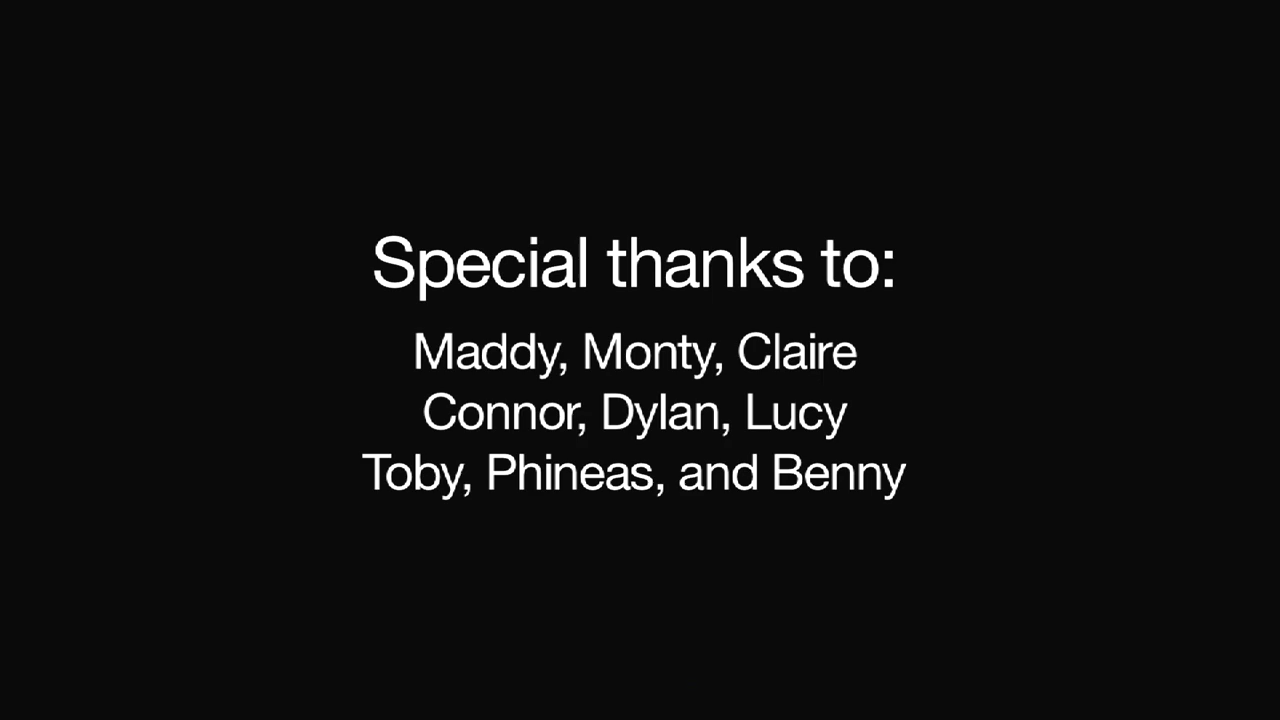 Special thanks to:
Maddy, Monty, Claire
Connor, Dylan, Lucy
Toby, Phineas, and Benny